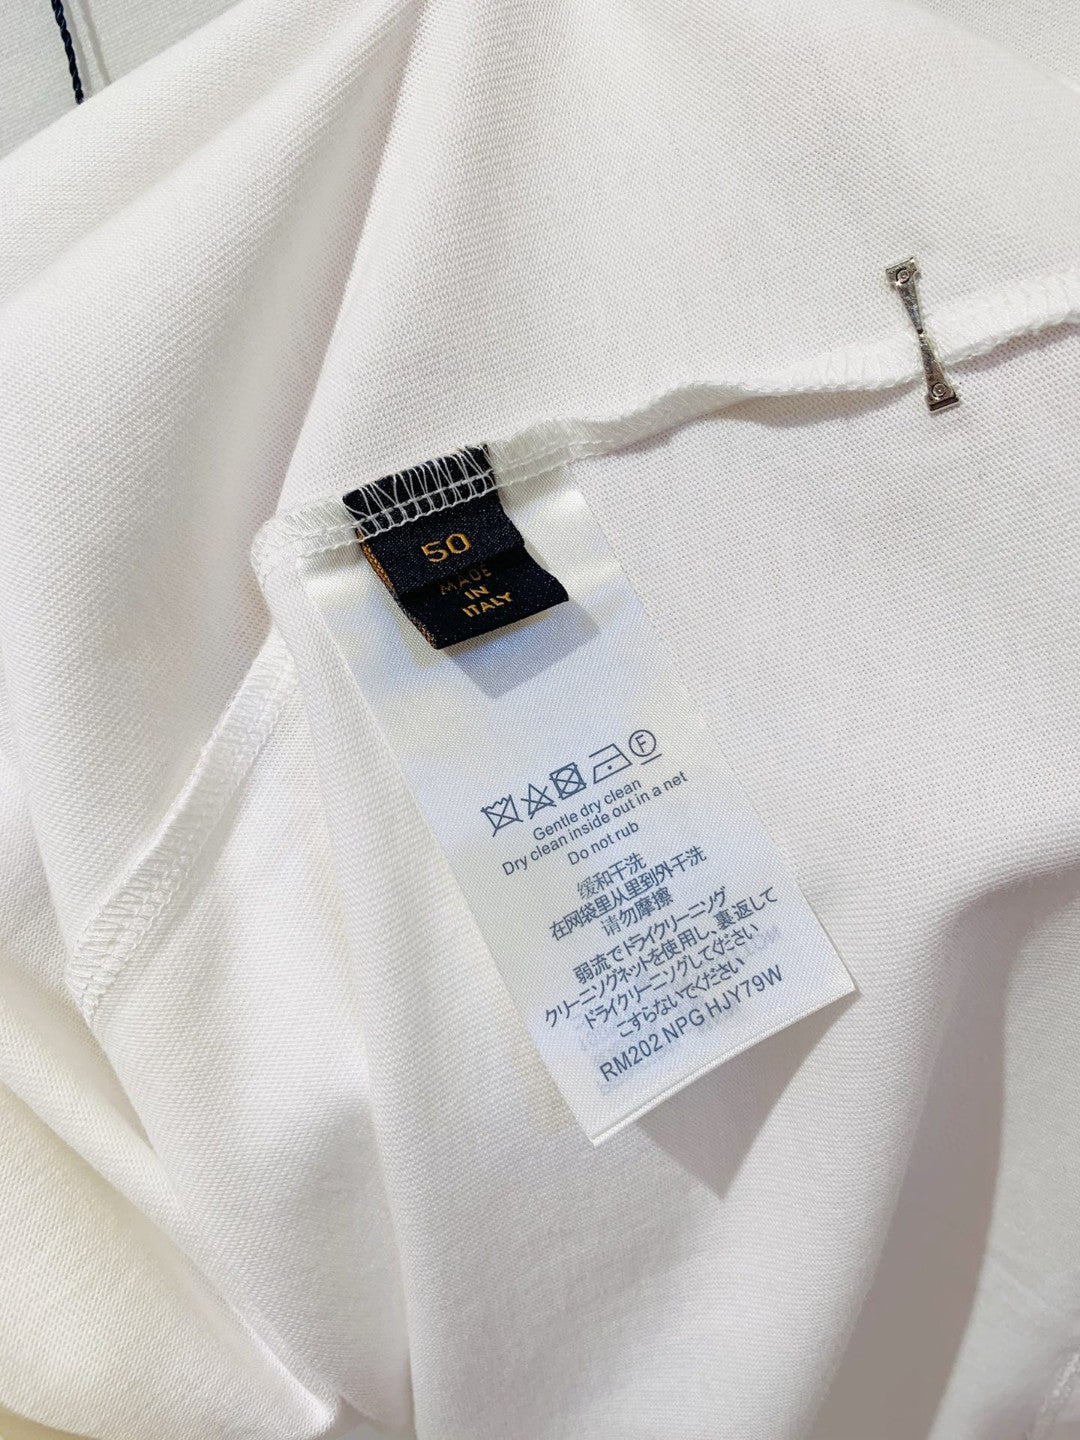 50
MADE
IN
ITALY
F
Gentle dry clean
Dry clean inside out in a net
Do not rub
缓和干洗
在网袋里从里到外干洗
请勿摩擦
弱流でドライクリーニング
クリーニングネットを使用し、裏返して
ドライクリーニングしてください
こすらないでください
RM202 NPG HJY79W